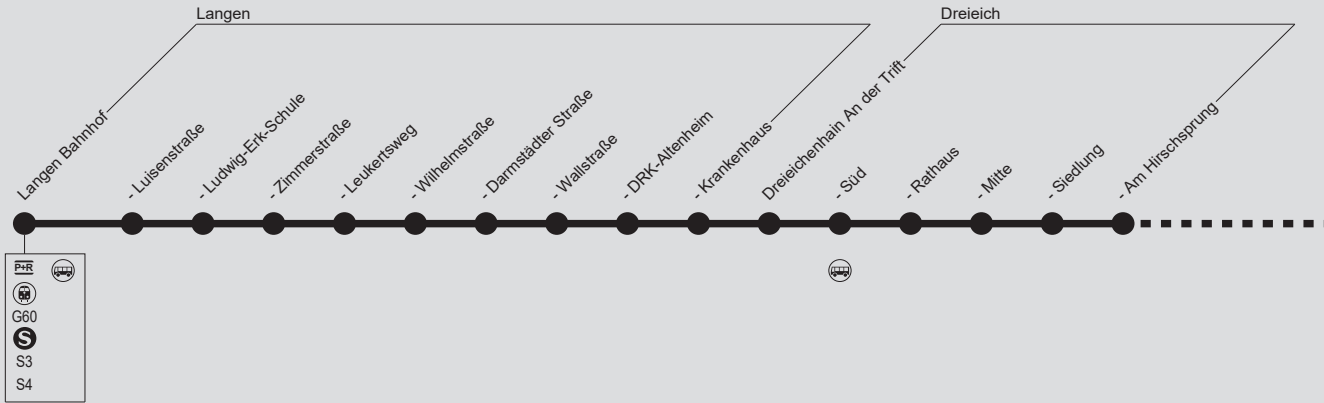 Langen
Dreieich
Langen Bahnhof
- Luisenstraße
- Ludwig-Erk-Schule
- Zimmerstraße
- Leukertsweg
- Wilhelmstraße
- Darmstädter Straße
- Wallstraße
- DRK-Altenheim
- Krankenhaus
Dreieichenhain An der Trift
- Süd
- Rathaus
- Mitte
- Siedlung
- Am Hirschsprung
P+R
G60
S
S3
S4